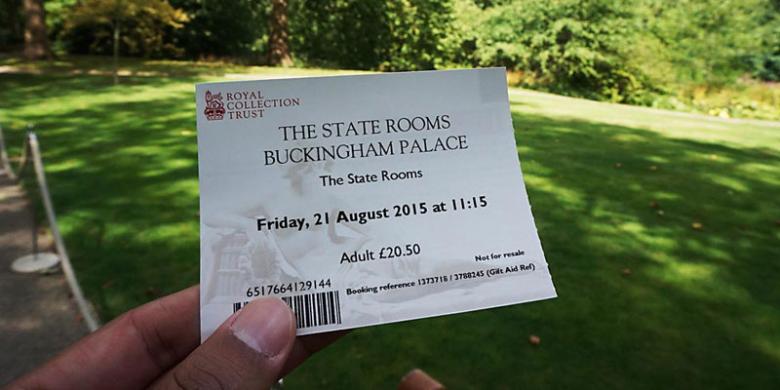 ROYAL
COLLECTION
TRUST
THE STATE ROOMS
BUCKINGHAM PALACE
The State Rooms
Friday, 21 August 2015 at 11:15
Adult £20.50
Not for resale
6517664129144
Booking reference 1373718 / 3788245 (Gift Aid Ref)